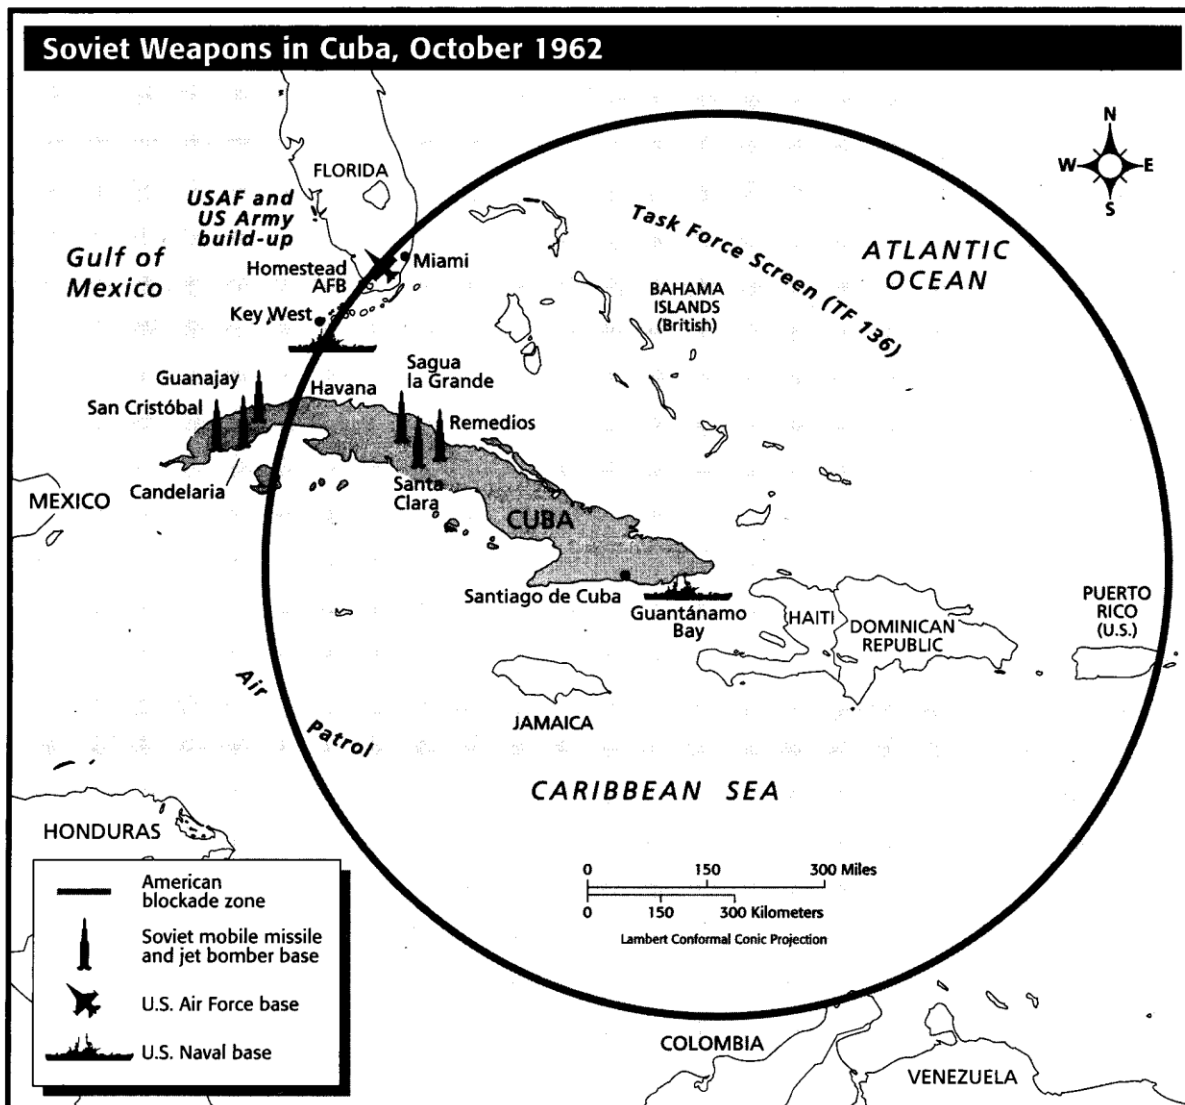 Soviet Weapons in Cuba, October 1962
N
W
E
S
FLORIDA
USAF and
US Army
build-up
Gulf of
Mexico
Homestead
AFB
Miami
Key West
Task Force Screen (TF 136)
ATLANTIC
OCEAN
BAHAMA
ISLANDS
(British)
Guanajay
San Cristóbal
Havana
Sagua
la Grande
Remedios
Candelaria
Santa
Clara
MEXICO
CUBA
Santiago de Cuba
Guantánamo
Bay
HAITI
DOMINICAN
REPUBLIC
PUERTO
RICO
(U.S.)
JAMAICA
Air
Patrol
CARIBBEAN SEA
HONDURAS
0 150 300 Miles
0 150 300 Kilometers
Lambert Conformal Conic Projection
American
blockade zone
Soviet mobile missile
and jet bomber base
U.S. Air Force base
U.S. Naval base
COLOMBIA
VENEZUELA